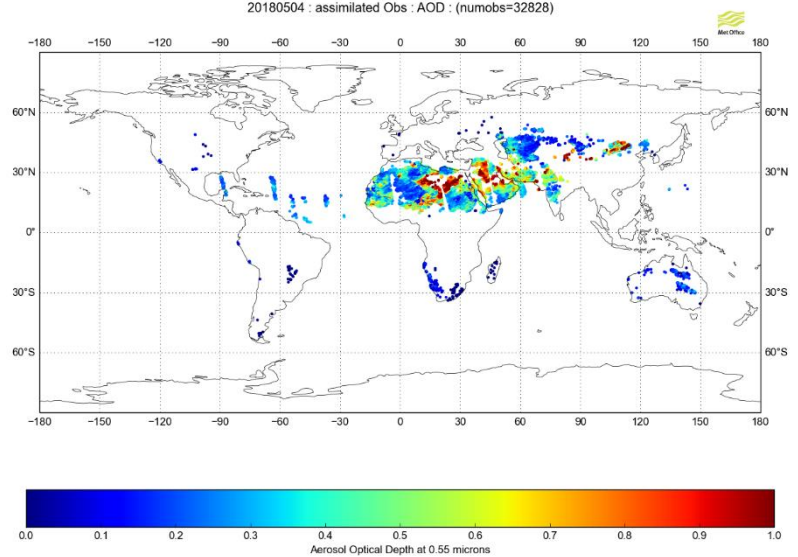 20180504 : assimilated Obs : AOD : (numobs=32828)
Met Office
−180 −150 −120 −90 −60 −30 0 30 60 90 120 150 180
60°N 60°N
30°N 30°N
0° 0°
30°S 30°S
60°S 60°S
−180 −150 −120 −90 −60 −30 0 30 60 90 120 150 180
0.0 0.1 0.2 0.3 0.4 0.5 0.6 0.7 0.8 0.9 1.0
Aerosol Optical Depth at 0.55 microns